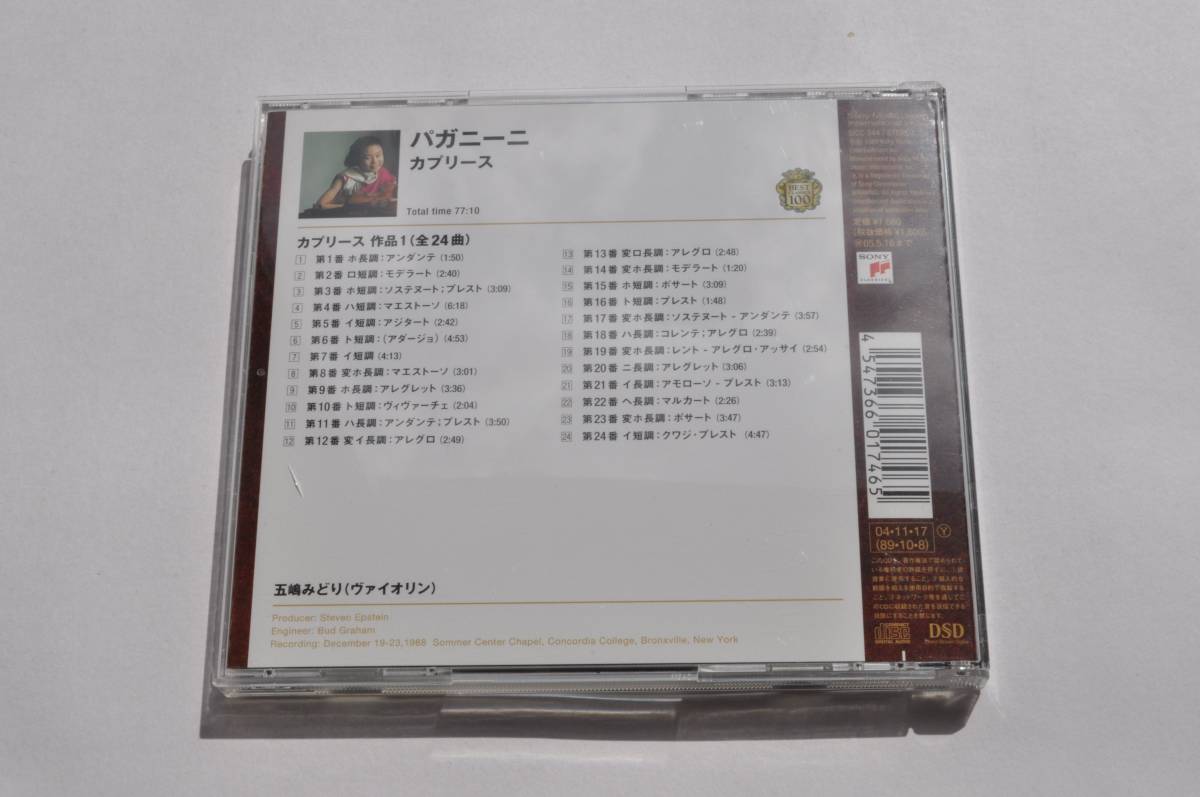 パガニーニ
カプリース
Total time 77:10
BEST
100
カプリース 作品1(全24曲)
1 第1番 ホ長調:アンダンテ (1:50)
2 第2番 ロ短調:モデラート (2:40)
3 第3番 ホ短調:ソステヌート;プレスト (3:09)
4 第4番 ハ短調:マエストーソ (6:18)
5 第5番 イ短調:アジタート (2:42)
6 第6番 ト短調:(アダージョ) (4:53)
7 第7番 イ短調 (4:13)
8 第8番 変ホ長調:マエストーソ (3:01)
9 第9番 ホ長調:アレグレット (3:36)
10 第10番 ト短調:ヴィヴァーチェ (2:04)
11 第11番 ハ長調:アンダンテ;プレスト (3:50)
12 第12番 変イ長調:アレグロ (2:49)
13 第13番 変ロ長調:アレグロ (2:48)
14 第14番 変ホ長調:モデラート (1:20)
15 第15番 ホ短調:ポサート (3:09)
16 第16番 ト短調:プレスト (1:48)
17 第17番 変ホ長調:ソステヌート - アンダンテ (3:57)
18 第18番 ハ長調:コレンテ;アレグロ (2:39)
19 第19番 変ホ長調:レント - アレグロ・アッサイ (2:54)
20 第20番 ニ長調:アレグレット (3:06)
21 第21番 イ長調:アモローソ - プレスト (3:13)
22 第22番 ヘ長調:マルカート (2:26)
23 第23番 変ホ長調:ポサート (3:47)
24 第24番 イ短調:クワジ・プレスト (4:47)
五嶋みどり(ヴァイオリン)
Producer: Steven Epstein
Engineer: Bud Graham
Recording: December 19-23,1988 Sommer Center Chapel, Concordia College, Bronxville, New York
SONY
CLASSICAL
4 547366 017465
04・11・17 Y
(89・10・8)
COMPACT
disc
DIGITAL AUDIO
DSD